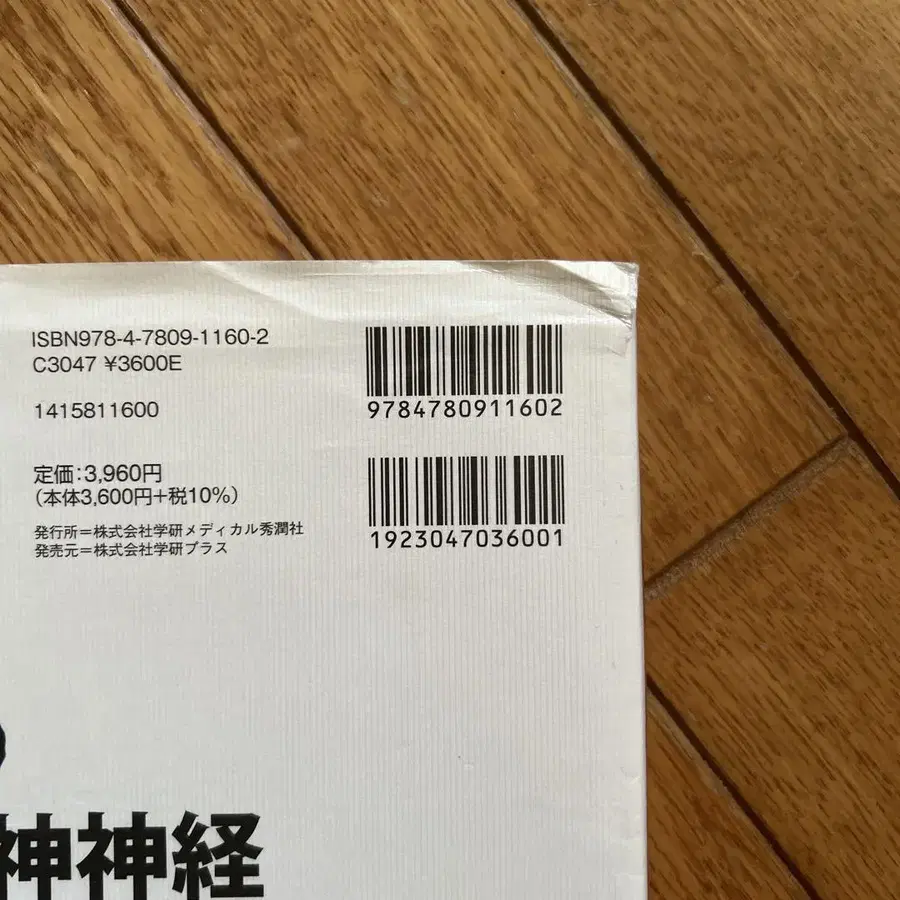 ISBN978-4-7809-1160-2
C3047 ¥3600E
1415811600
定価:3,960円
(本体3,600円+税10%)
発行所=株式会社学研メディカル秀潤社
発売元=株式会社学研プラス
9784780911602
1923047036001
神神経